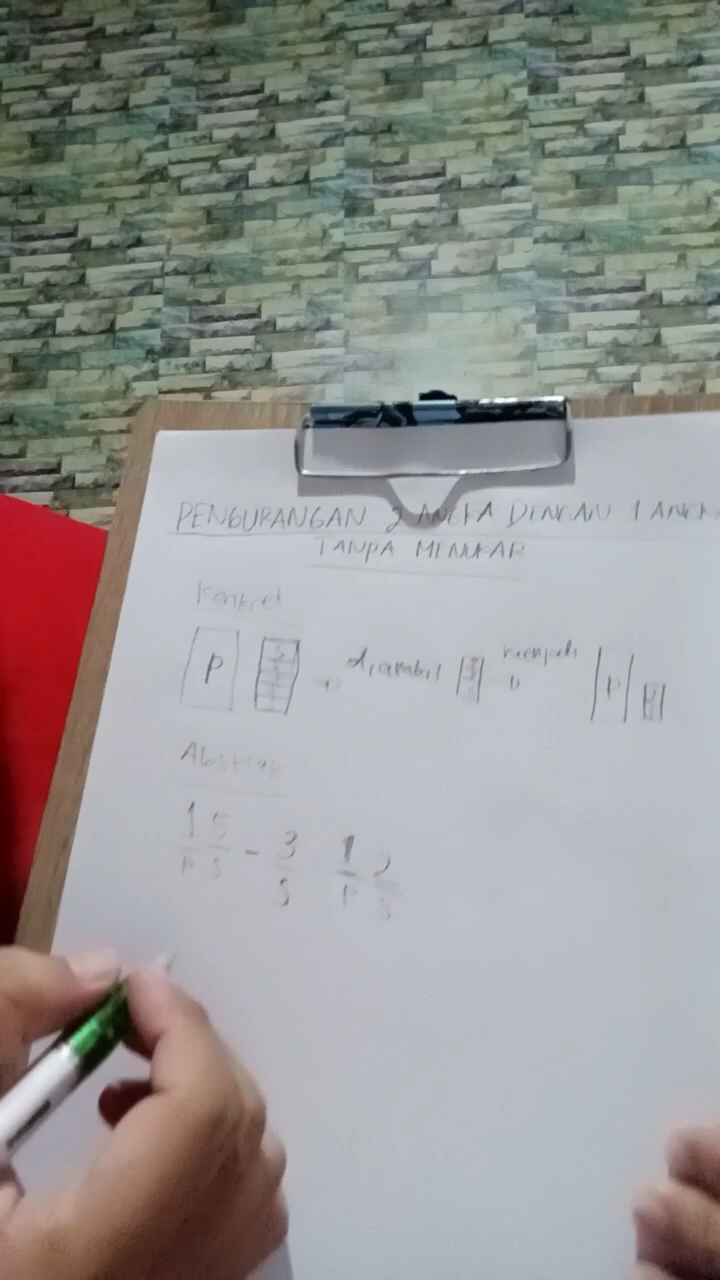 PENGURANGAN 2 ANGKA DENGAN 1 ANGKA
TANPA MENUKAR
Konkret
P diambil menjadi P
Abstrak
1 5 - 3 1 2
P S S P S